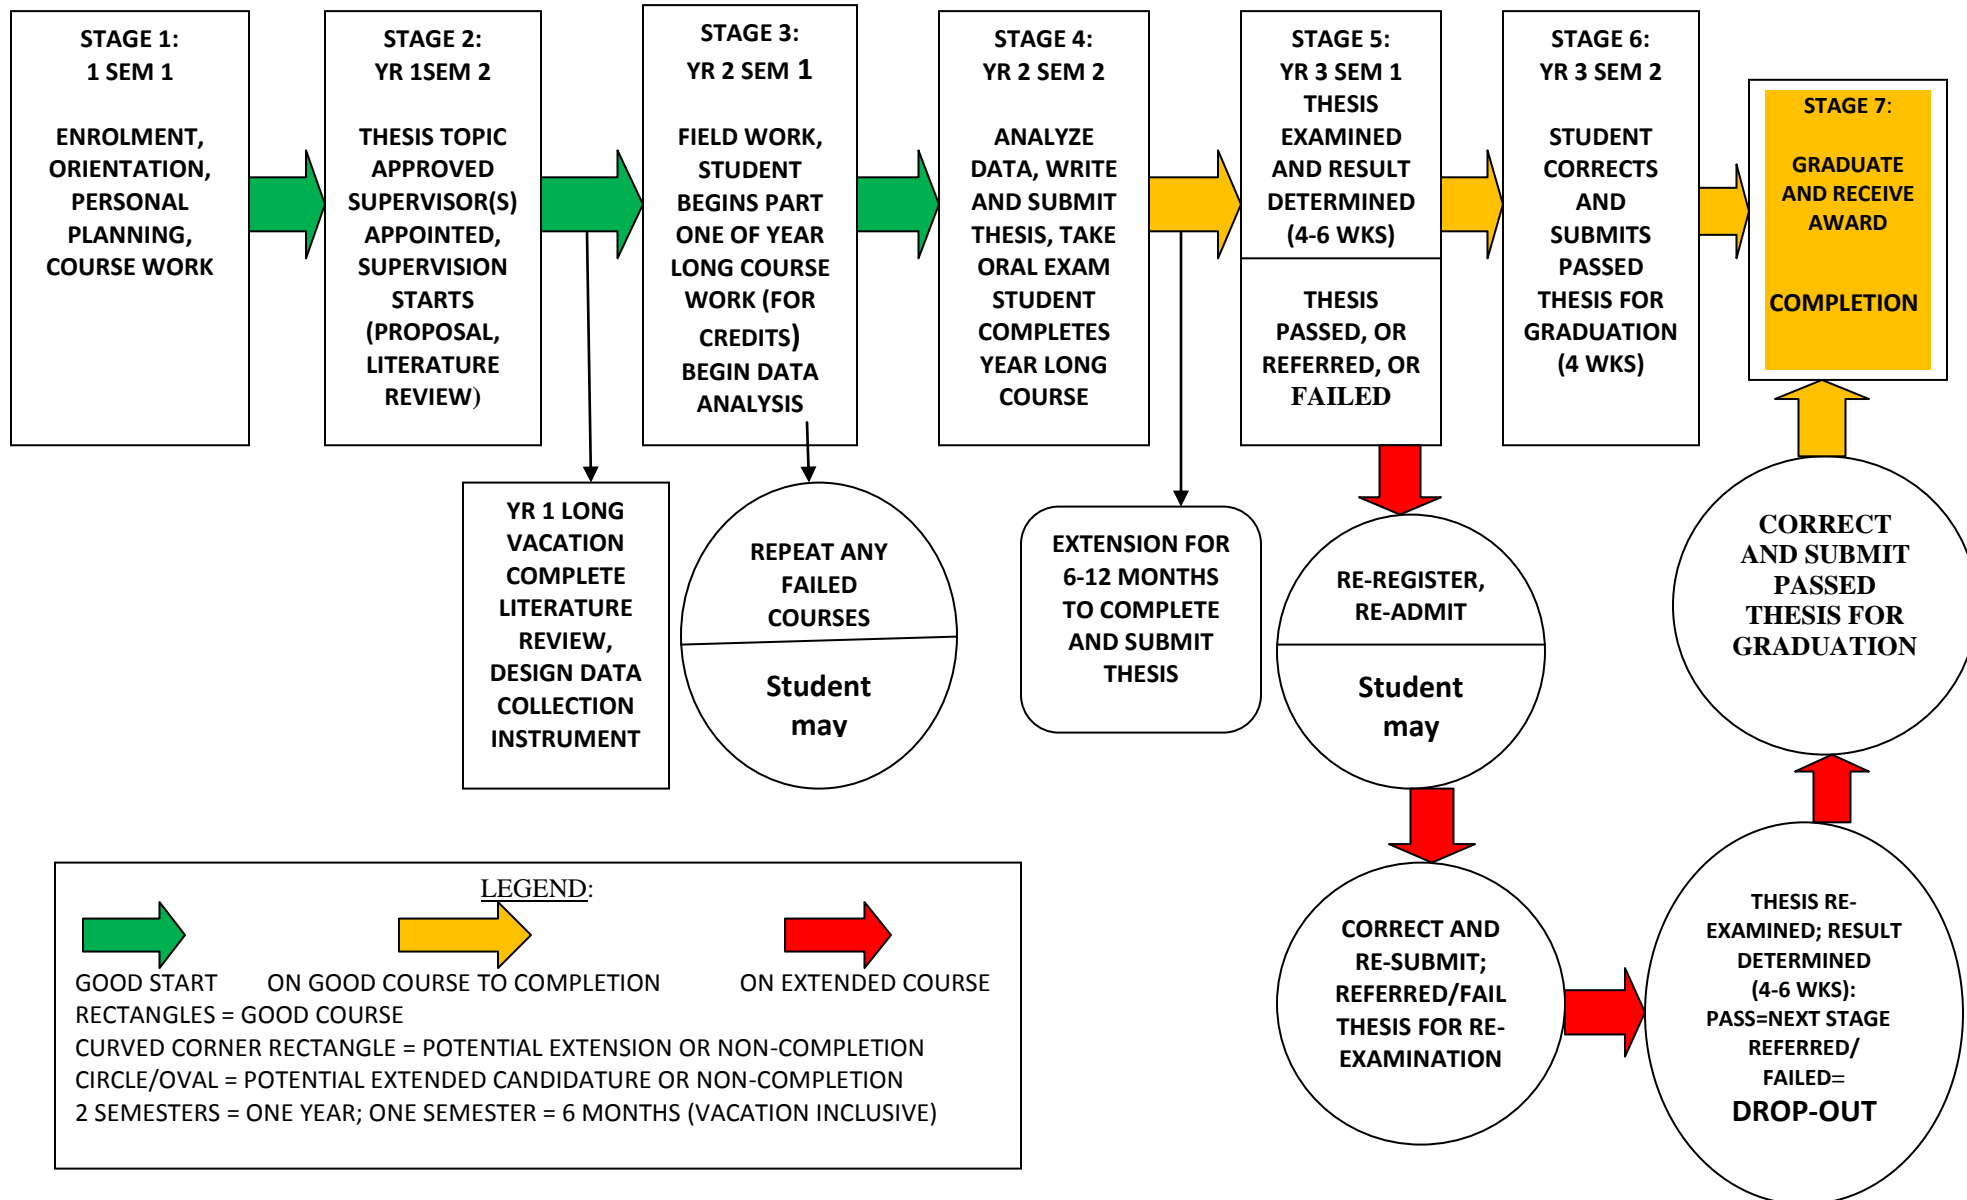 STAGE 1:
1 SEM 1
ENROLMENT,
ORIENTATION,
PERSONAL
PLANNING,
COURSE WORK
STAGE 2:
YR 1SEM 2
THESIS TOPIC
APPROVED
SUPERVISOR(S)
APPOINTED,
SUPERVISION
STARTS
(PROPOSAL,
LITERATURE
REVIEW)
STAGE 3:
YR 2 SEM 1
FIELD WORK,
STUDENT
BEGINS PART
ONE OF YEAR
LONG COURSE
WORK (FOR
CREDITS)
BEGIN DATA
ANALYSIS
STAGE 4:
YR 2 SEM 2
ANALYZE
DATA, WRITE
AND SUBMIT
THESIS, TAKE
ORAL EXAM
STUDENT
COMPLETES
YEAR LONG
COURSE
STAGE 5:
YR 3 SEM 1
THESIS
EXAMINED
AND RESULT
DETERMINED
(4-6 WKS)
THESIS
PASSED, OR
REFERRED, OR
FAILED
STAGE 6:
YR 3 SEM 2
STUDENT
CORRECTS
AND
SUBMITS
PASSED
THESIS FOR
GRADUATION
(4 WKS)
STAGE 7:
GRADUATE
AND RECEIVE
AWARD
COMPLETION
YR 1 LONG
VACATION
COMPLETE
LITERATURE
REVIEW,
DESIGN DATA
COLLECTION
INSTRUMENT
REPEAT ANY
FAILED
COURSES
Student
may
EXTENSION FOR
6-12 MONTHS
TO COMPLETE
AND SUBMIT
THESIS
RE-REGISTER,
RE-ADMIT
Student
may
CORRECT
AND SUBMIT
PASSED
THESIS FOR
GRADUATION
CORRECT AND
RE-SUBMIT;
REFERRED/FAIL
THESIS FOR RE-
EXAMINATION
THESIS RE-
EXAMINED; RESULT
DETERMINED
(4-6 WKS):
PASS=NEXT STAGE
REFERRED/
FAILED=
DROP-OUT
LEGEND:
GOOD START ON GOOD COURSE TO COMPLETION ON EXTENDED COURSE
RECTANGLES = GOOD COURSE
CURVED CORNER RECTANGLE = POTENTIAL EXTENSION OR NON-COMPLETION
CIRCLE/OVAL = POTENTIAL EXTENDED CANDIDATURE OR NON-COMPLETION
2 SEMESTERS = ONE YEAR; ONE SEMESTER = 6 MONTHS (VACATION INCLUSIVE)